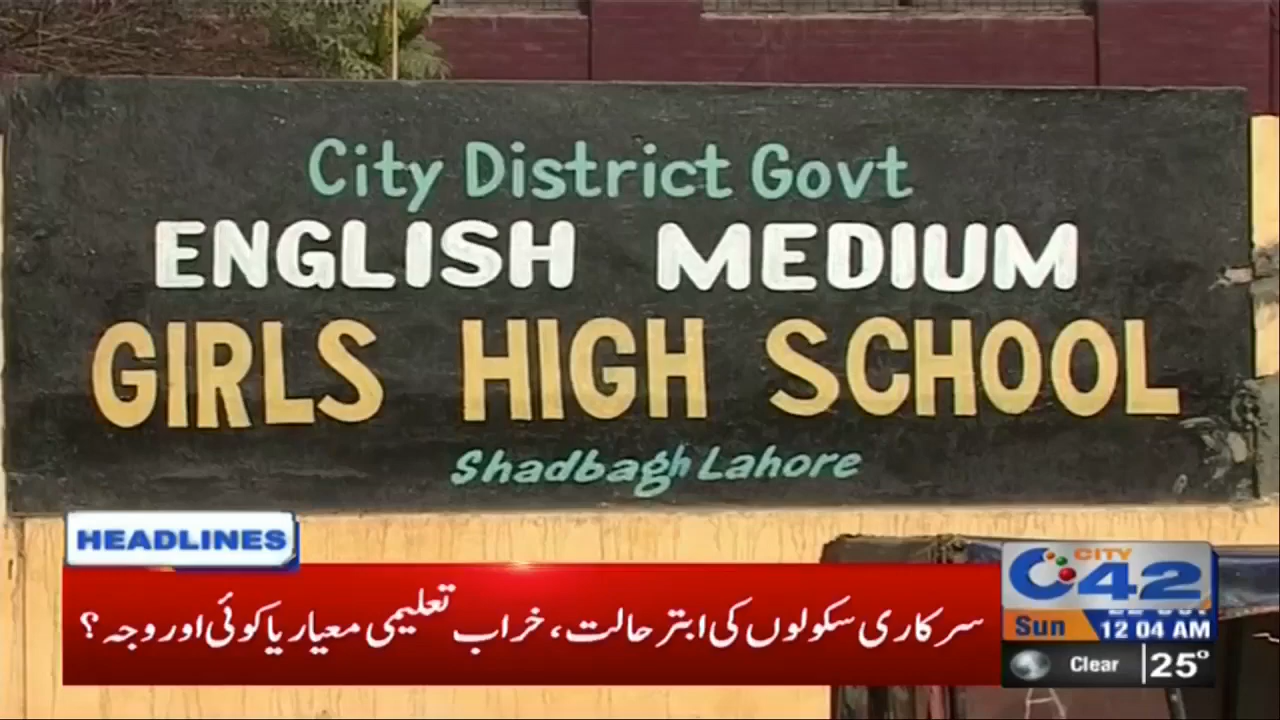 City District Govt
ENGLISH MEDIUM
GIRLS HIGH SCHOOL
Shadbagh Lahore
HEADLINES
سرکاری سکولوں کی ابتر حالت، خراب تعلیمی معیار یا کوئی اور وجہ؟
CITY
42
Sun
12 04 AM
Clear
25°